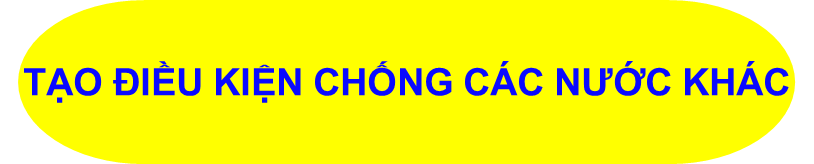 TẠO ĐIỀU KIỆN CHỐNG CÁC NƯỚC KHÁC